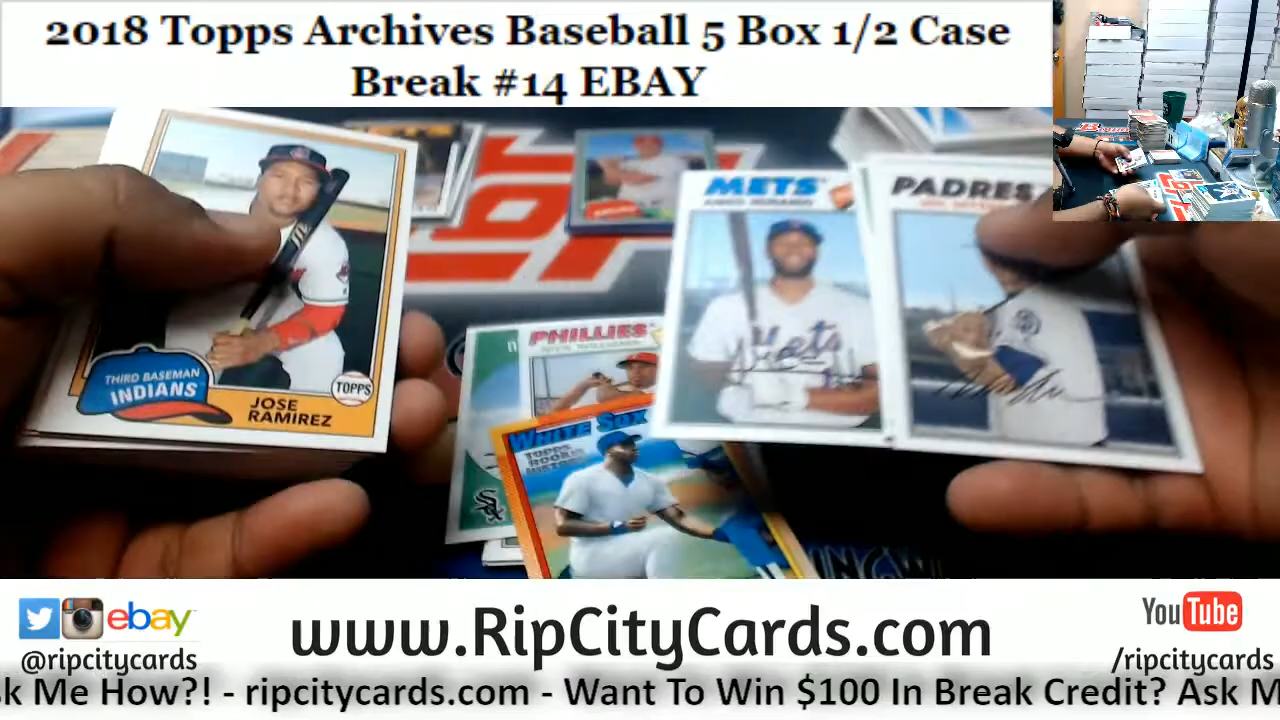 2018 Topps Archives Baseball 5 Box 1/2 Case
Break #14 EBAY
METS
PADRES
PHILLIES
WHITE SOX
TOPPS
THIRD BASEMAN
INDIANS
JOSE
RAMIREZ
TOPPS
Mets
ebay
@ripcitycards
www.RipCityCards.com
YouTube
/ripcitycards
k Me How?! - ripcitycards.com - Want To Win $100 In Break Credit? Ask M